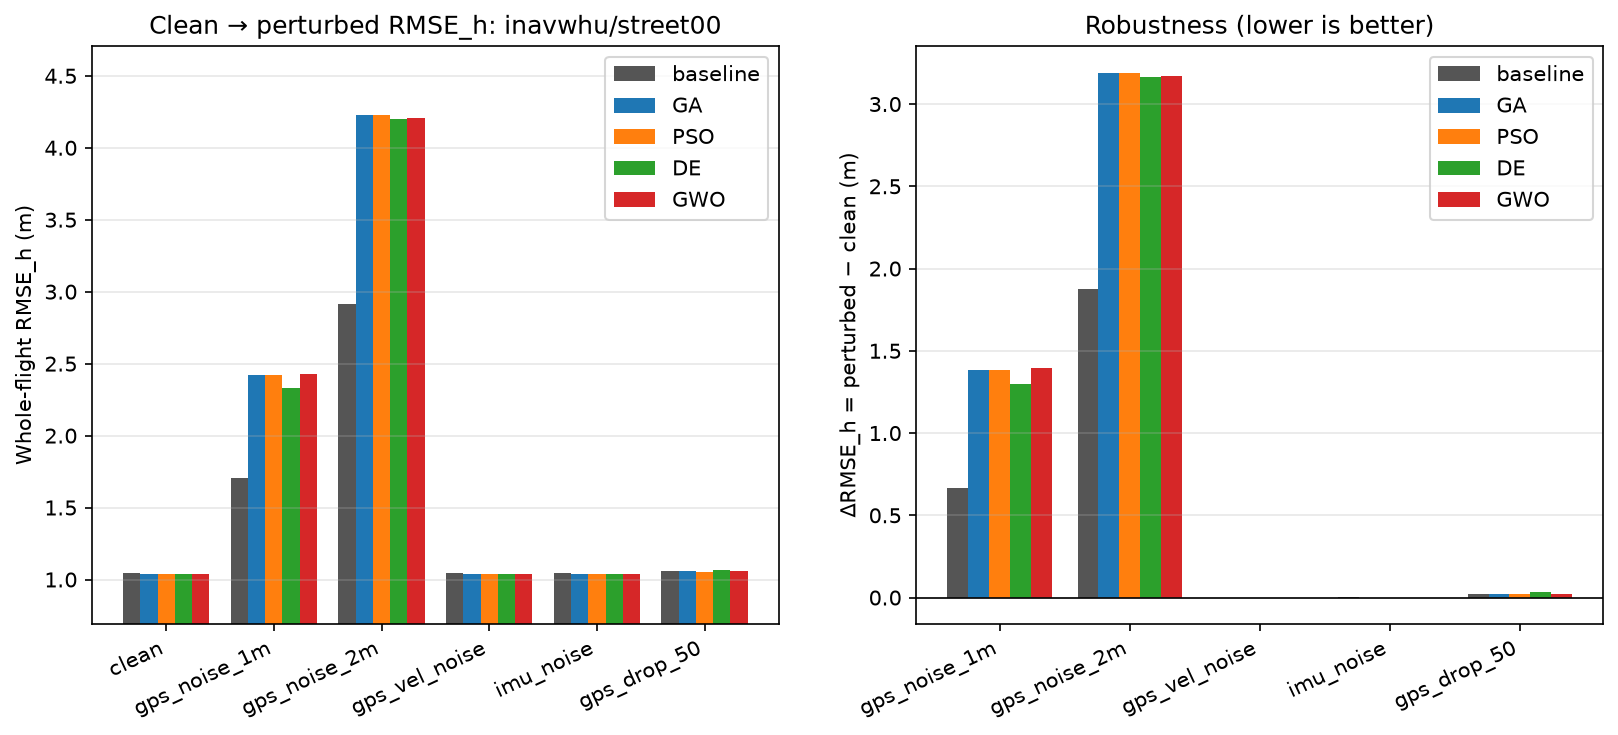 Clean → perturbed RMSE_h: inavwhu/street00
Whole-flight RMSE_h (m)
4.5
4.0
3.5
3.0
2.5
2.0
1.5
1.0
baseline
GA
PSO
DE
GWO
clean
gps_noise_1m
gps_noise_2m
gps_vel_noise
imu_noise
gps_drop_50
Robustness (lower is better)
ΔRMSE_h = perturbed − clean (m)
3.0
2.5
2.0
1.5
1.0
0.5
0.0
baseline
GA
PSO
DE
GWO
gps_noise_1m
gps_noise_2m
gps_vel_noise
imu_noise
gps_drop_50